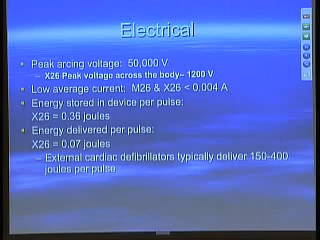 Electrical
Peak arcing voltage: 50,000 V
– X26 Peak voltage across the body– 1200 V
Low average current: M26 & X26 < 0.004 A
Energy stored in device per pulse:
X26 = 0.36 joules
Energy delivered per pulse:
X26 = 0.07 joules
– External cardiac defibrillators typically deliver 150-400
joules per pulse